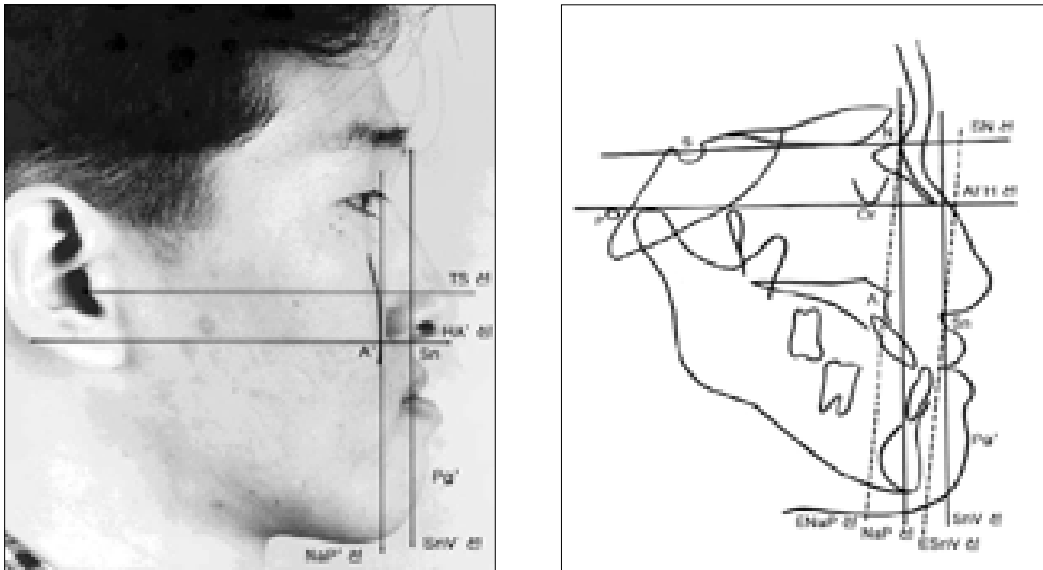 TS 선
HA' 선
A'
Sn
Pg'
NaP' 선
SnV' 선
S
N
SN 선
Or
A
Sn
Pg'
ENaP 선
NaP 선
SnV 선
ESnV 선